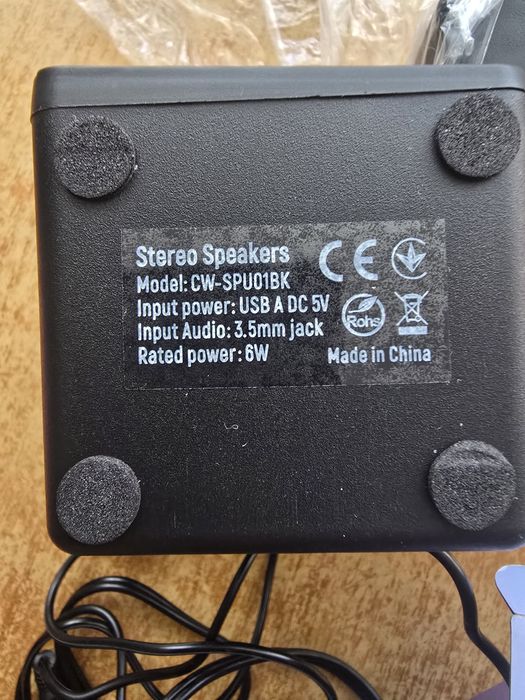 Stereo Speakers
Model: CW-SPU01BK
Input power: USB A DC 5V
Input Audio: 3.5mm jack
Rated power: 6W
CE
Rohs
Made in China